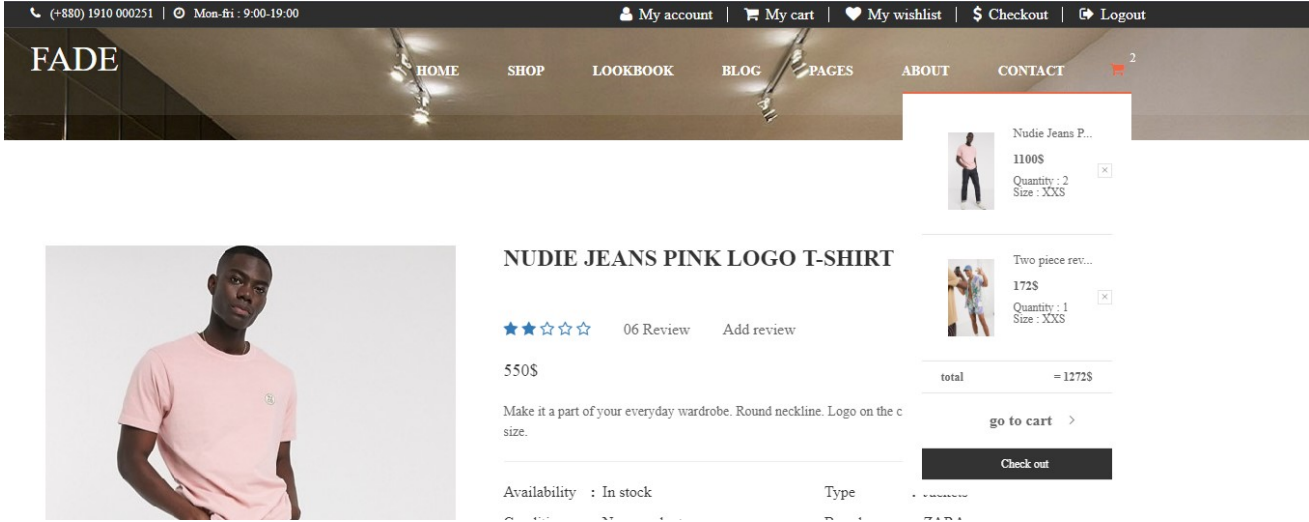 (+880) 1910 000251 | Mon-fri : 9:00-19:00
My account | My cart | My wishlist | Checkout | Logout
FADE
HOME SHOP LOOKBOOK BLOG PAGES ABOUT CONTACT 2
Nudie Jeans P...
1100$
Quantity : 2
Size : XXS
Two piece rev...
172$
Quantity : 1
Size : XXS
total = 1272$
go to cart
Check out
NUDIE JEANS PINK LOGO T-SHIRT
06 Review Add review
550$
Make it a part of your everyday wardrobe. Round neckline. Logo on the c
size.
Availability : In stock
Type